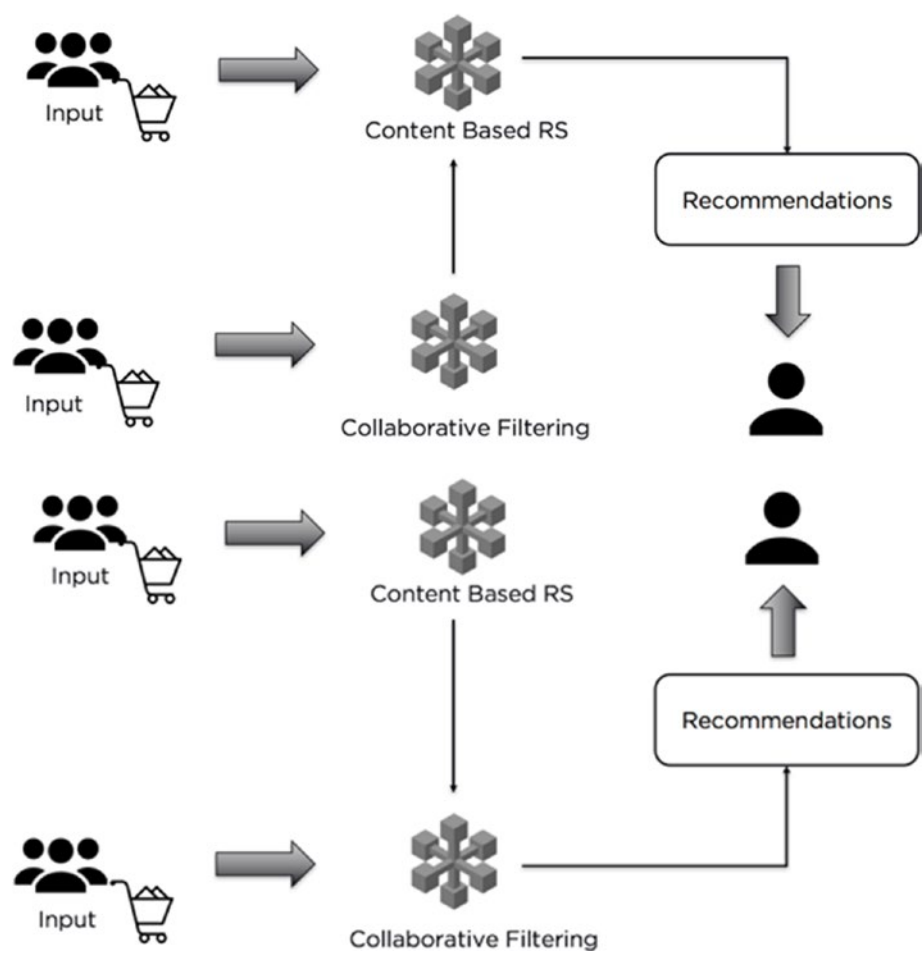 Input
Content Based RS
Recommendations
Input
Collaborative Filtering
Input
Content Based RS
Recommendations
Input
Collaborative Filtering